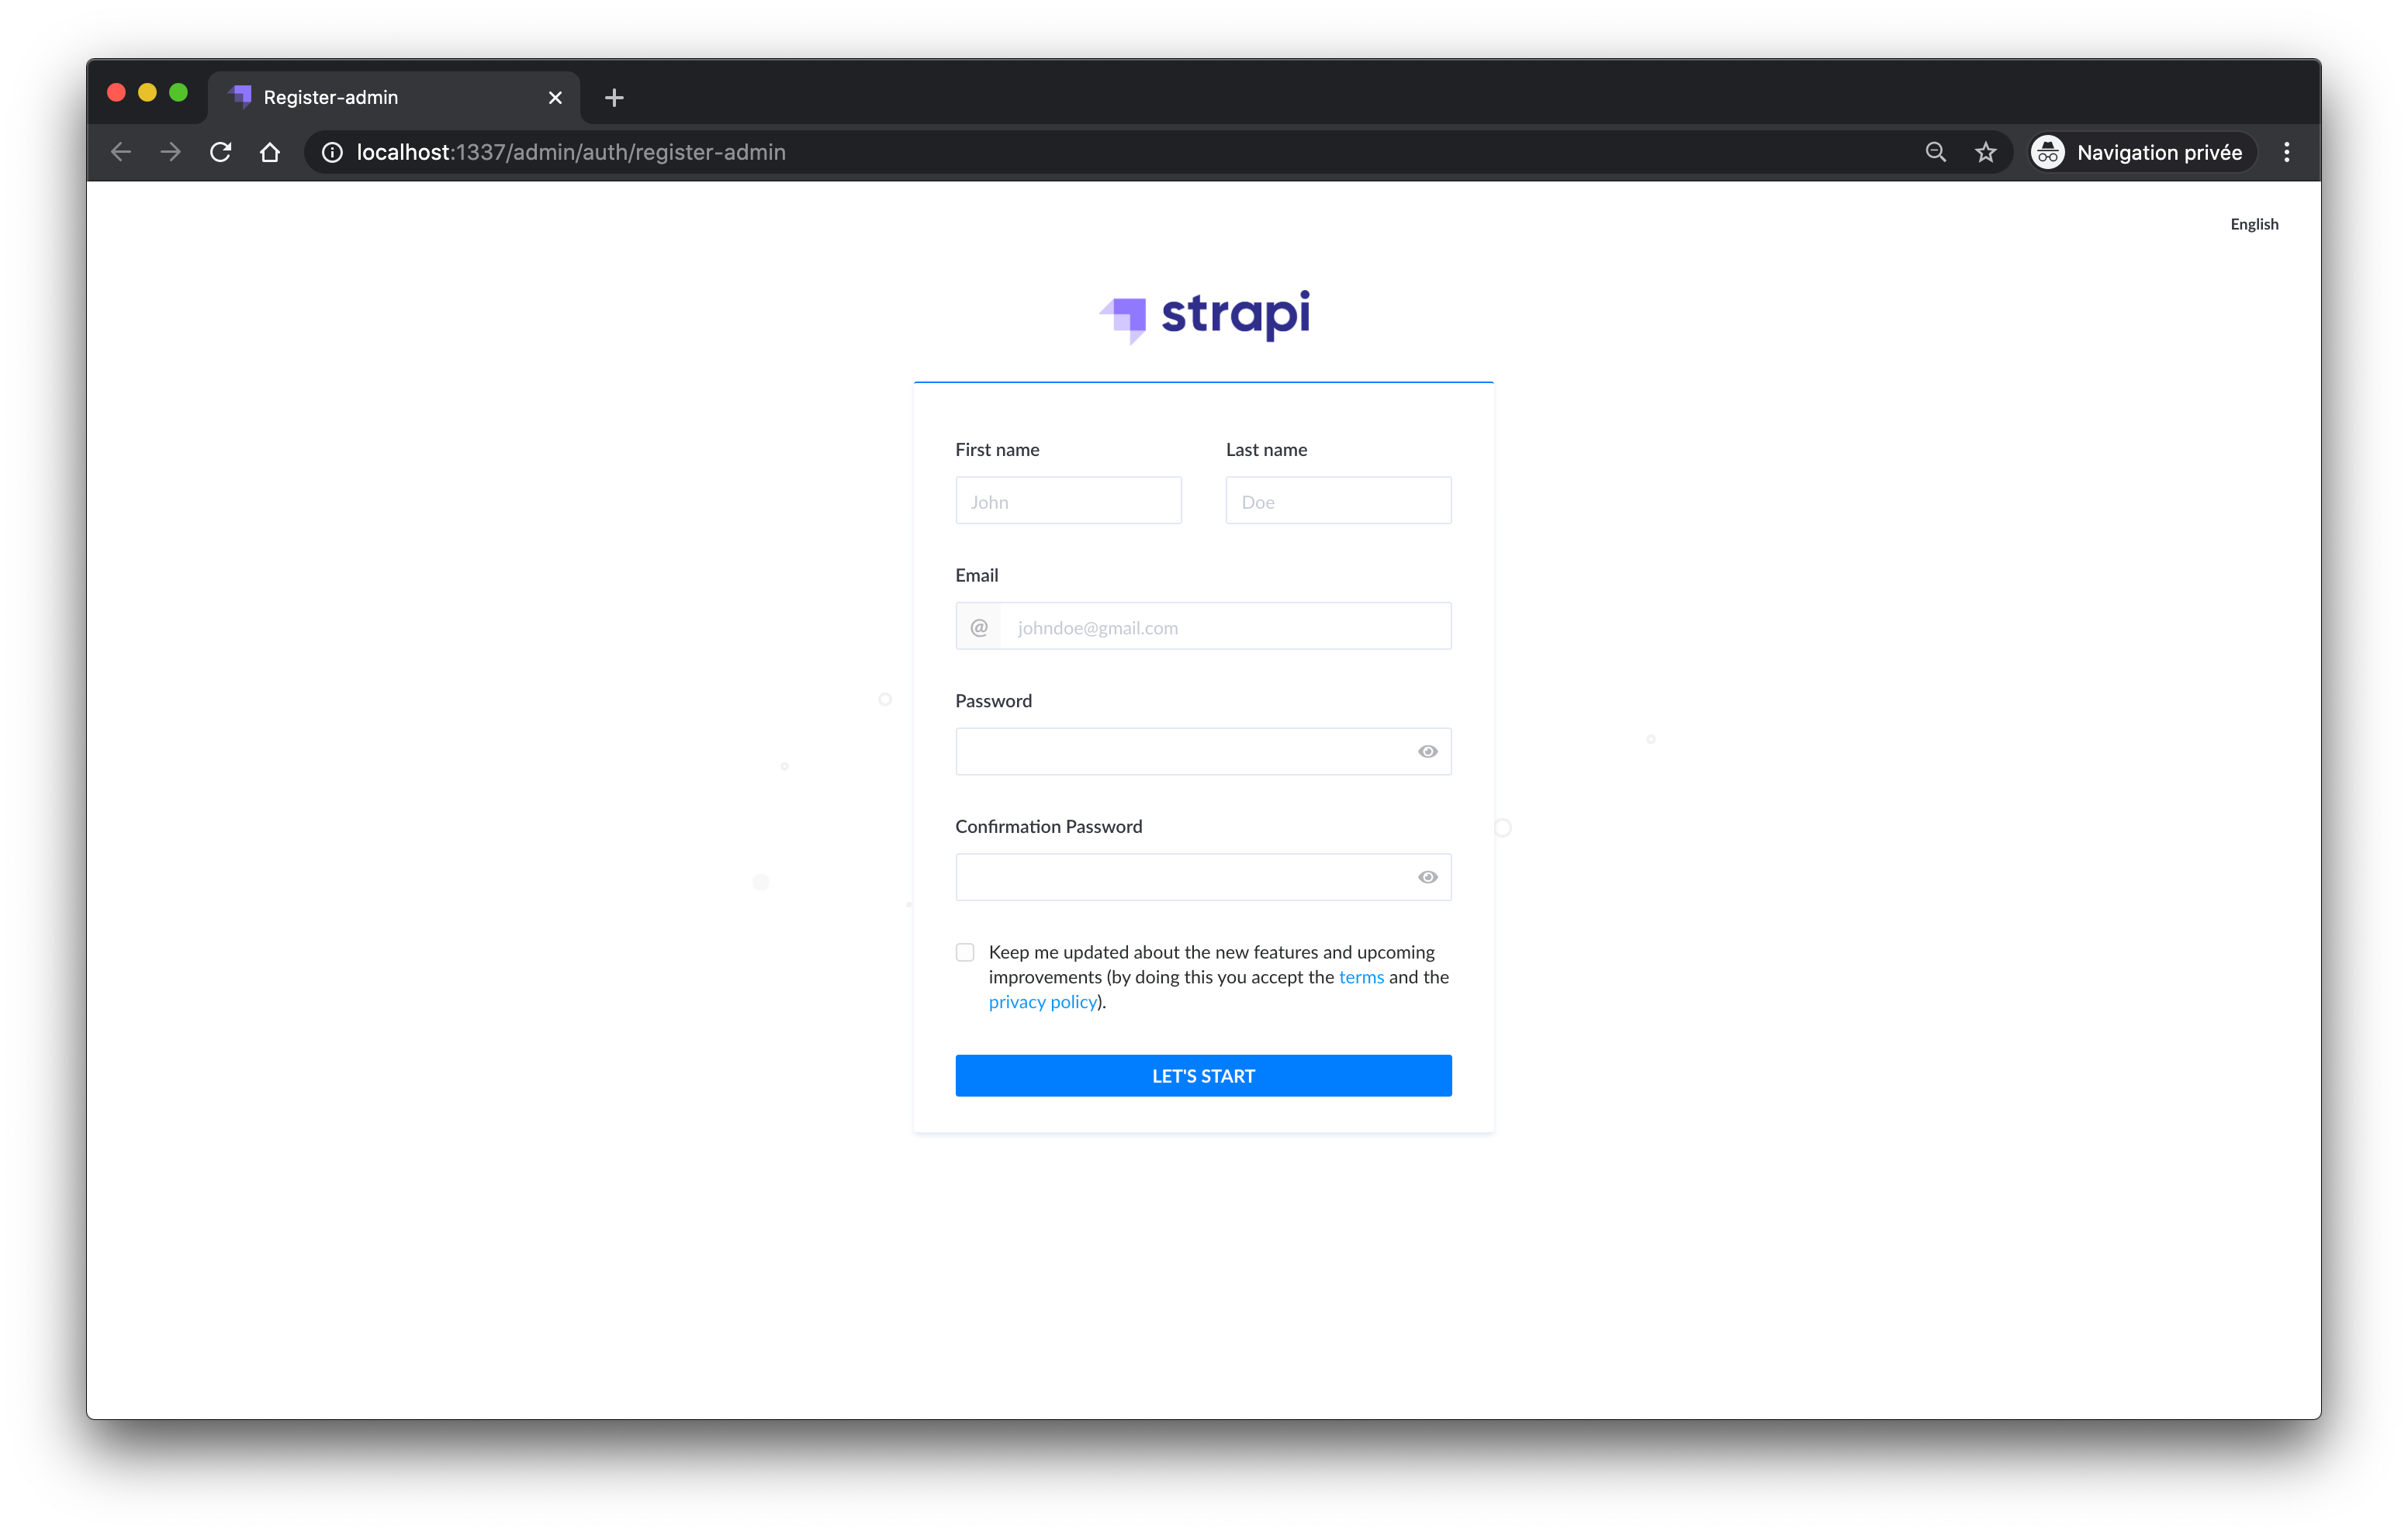 Register-admin
localhost:1337/admin/auth/register-admin
Navigation privée
English
strapi
First name
Last name
John
Doe
Email
@ johndoe@gmail.com
Password
Confirmation Password
Keep me updated about the new features and upcoming
improvements (by doing this you accept the terms and the
privacy policy).
LET'S START